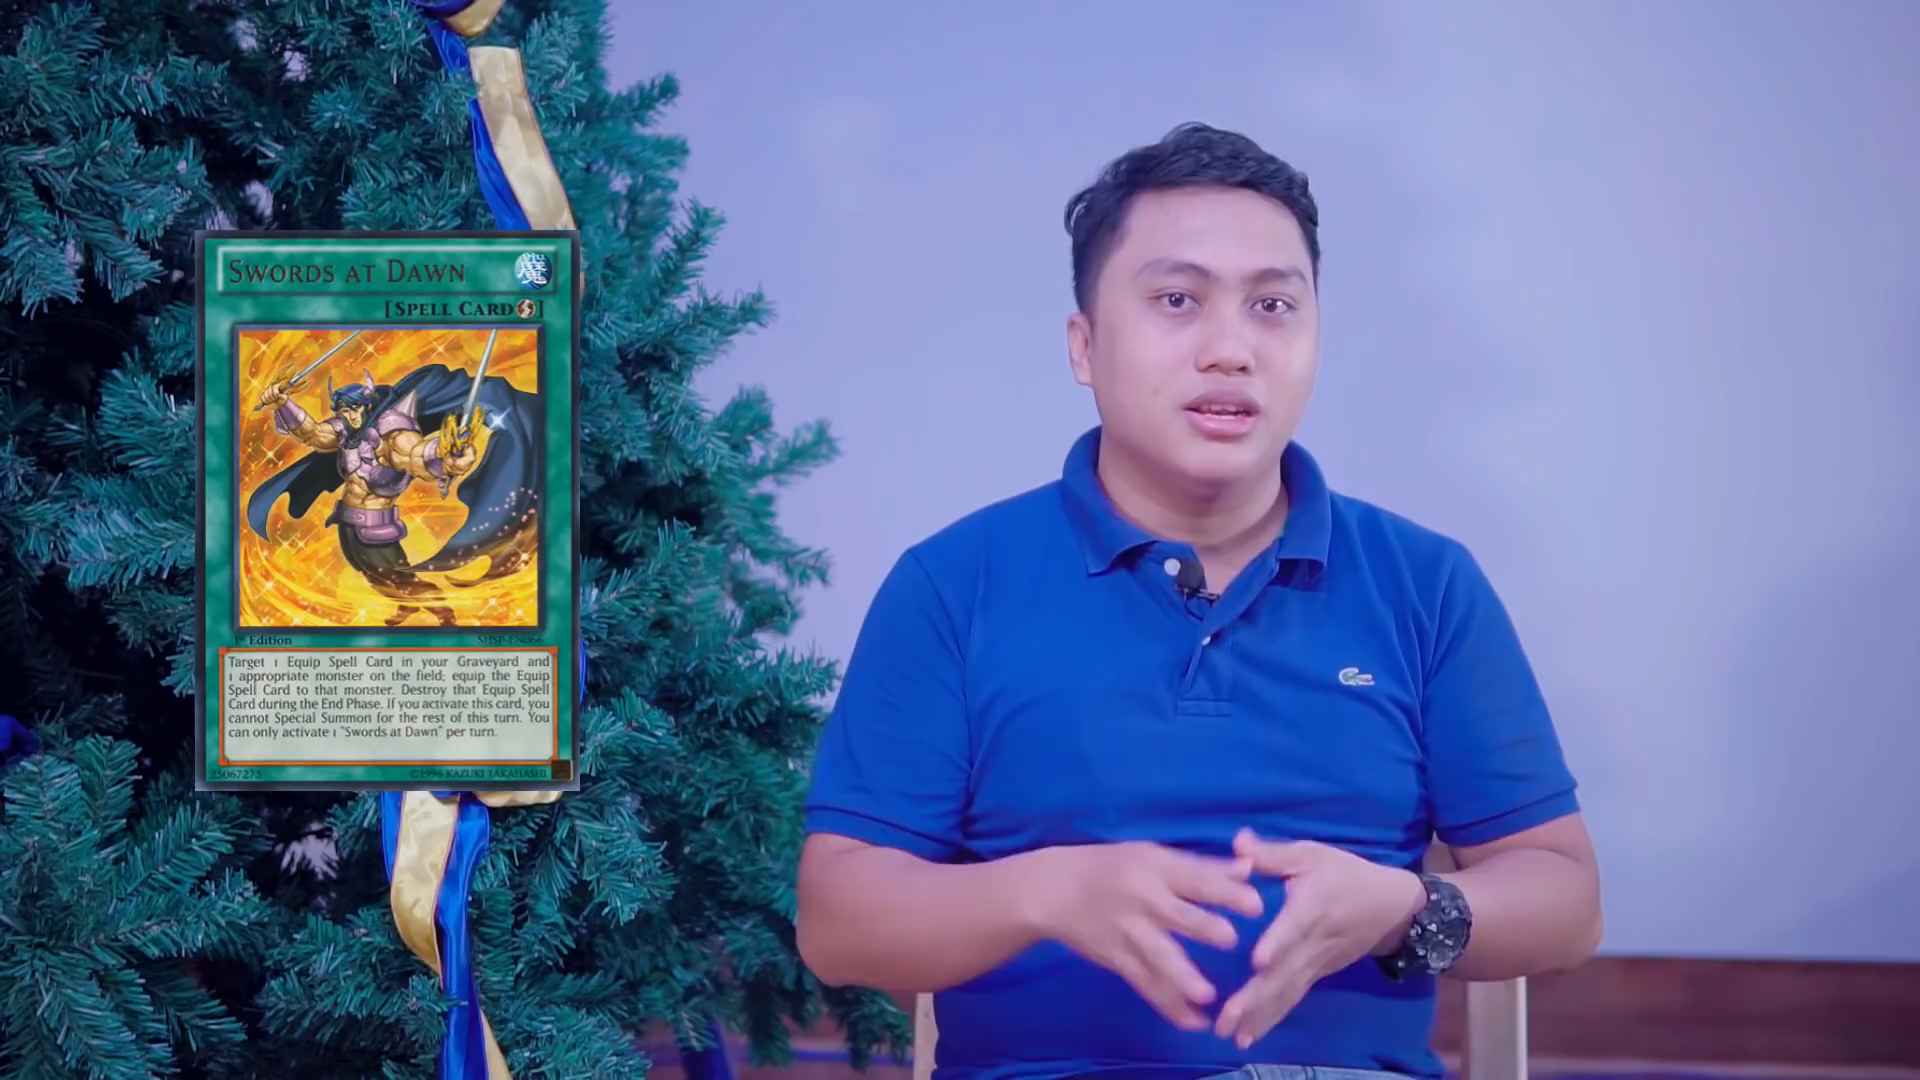 Swords at Dawn
[Spell Card]
1st Edition
SHSP-EN066
Target 1 Equip Spell Card in your Graveyard and
1 appropriate monster on the field; equip the Equip
Spell Card to that monster. Destroy that Equip Spell
Card during the End Phase. If you activate this card, you
cannot Special Summon for the rest of this turn. You
can only activate 1 "Swords at Dawn" per turn.
25067275
©1996 KAZUKI TAKAHASHI